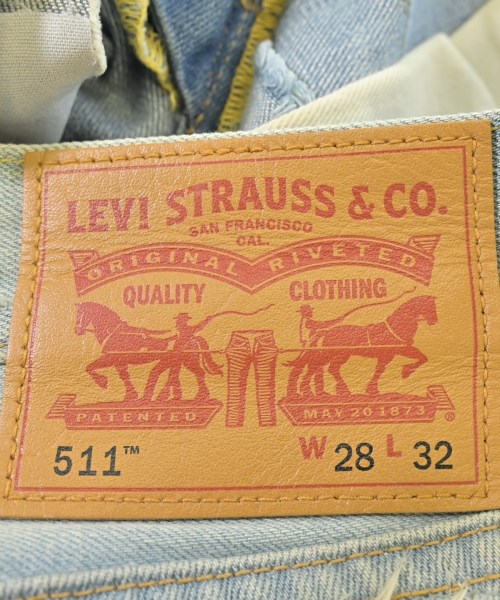 LEVI STRAUSS & CO.
SAN FRANCISCO
CAL.
ORIGINAL RIVETED
QUALITY CLOTHING
PATENTED MAY 20 1873 ®
511™ W 28 L 32